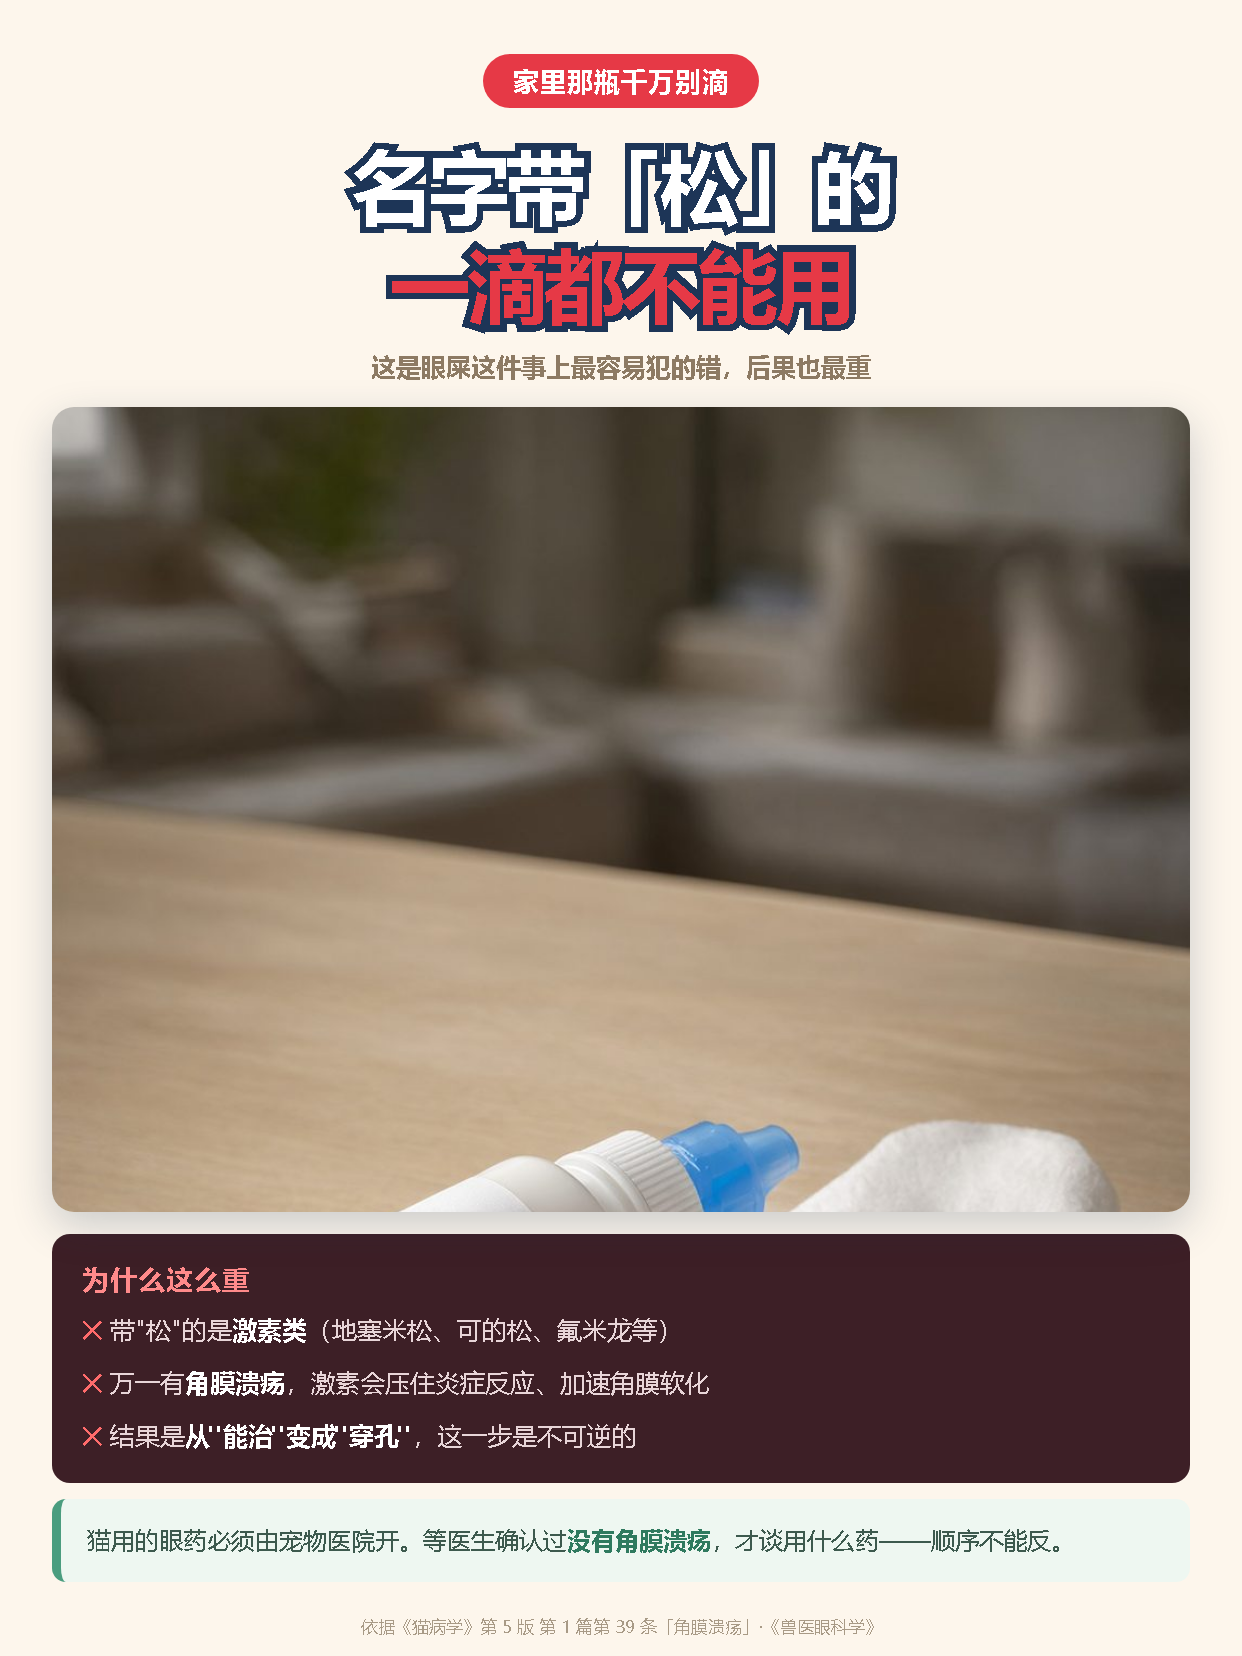 家里那瓶千万别滴
名字带「松」的
一滴都不能用
这是眼屎这件事上最容易犯的错，后果也最重
为什么这么重
✕ 带"松"的是激素类（地塞米松、可的松、氟米龙等）
✕ 万一有角膜溃疡，激素会压住炎症反应、加速角膜软化
✕ 结果是从"能治"变成"穿孔"，这一步是不可逆的
猫用的眼药必须由宠物医院开。等医生确认过没有角膜溃疡，才谈用什么药——顺序不能反。
依据《猫病学》第 5 版 第 1 篇第 39 条「角膜溃疡」·《兽医眼科学》